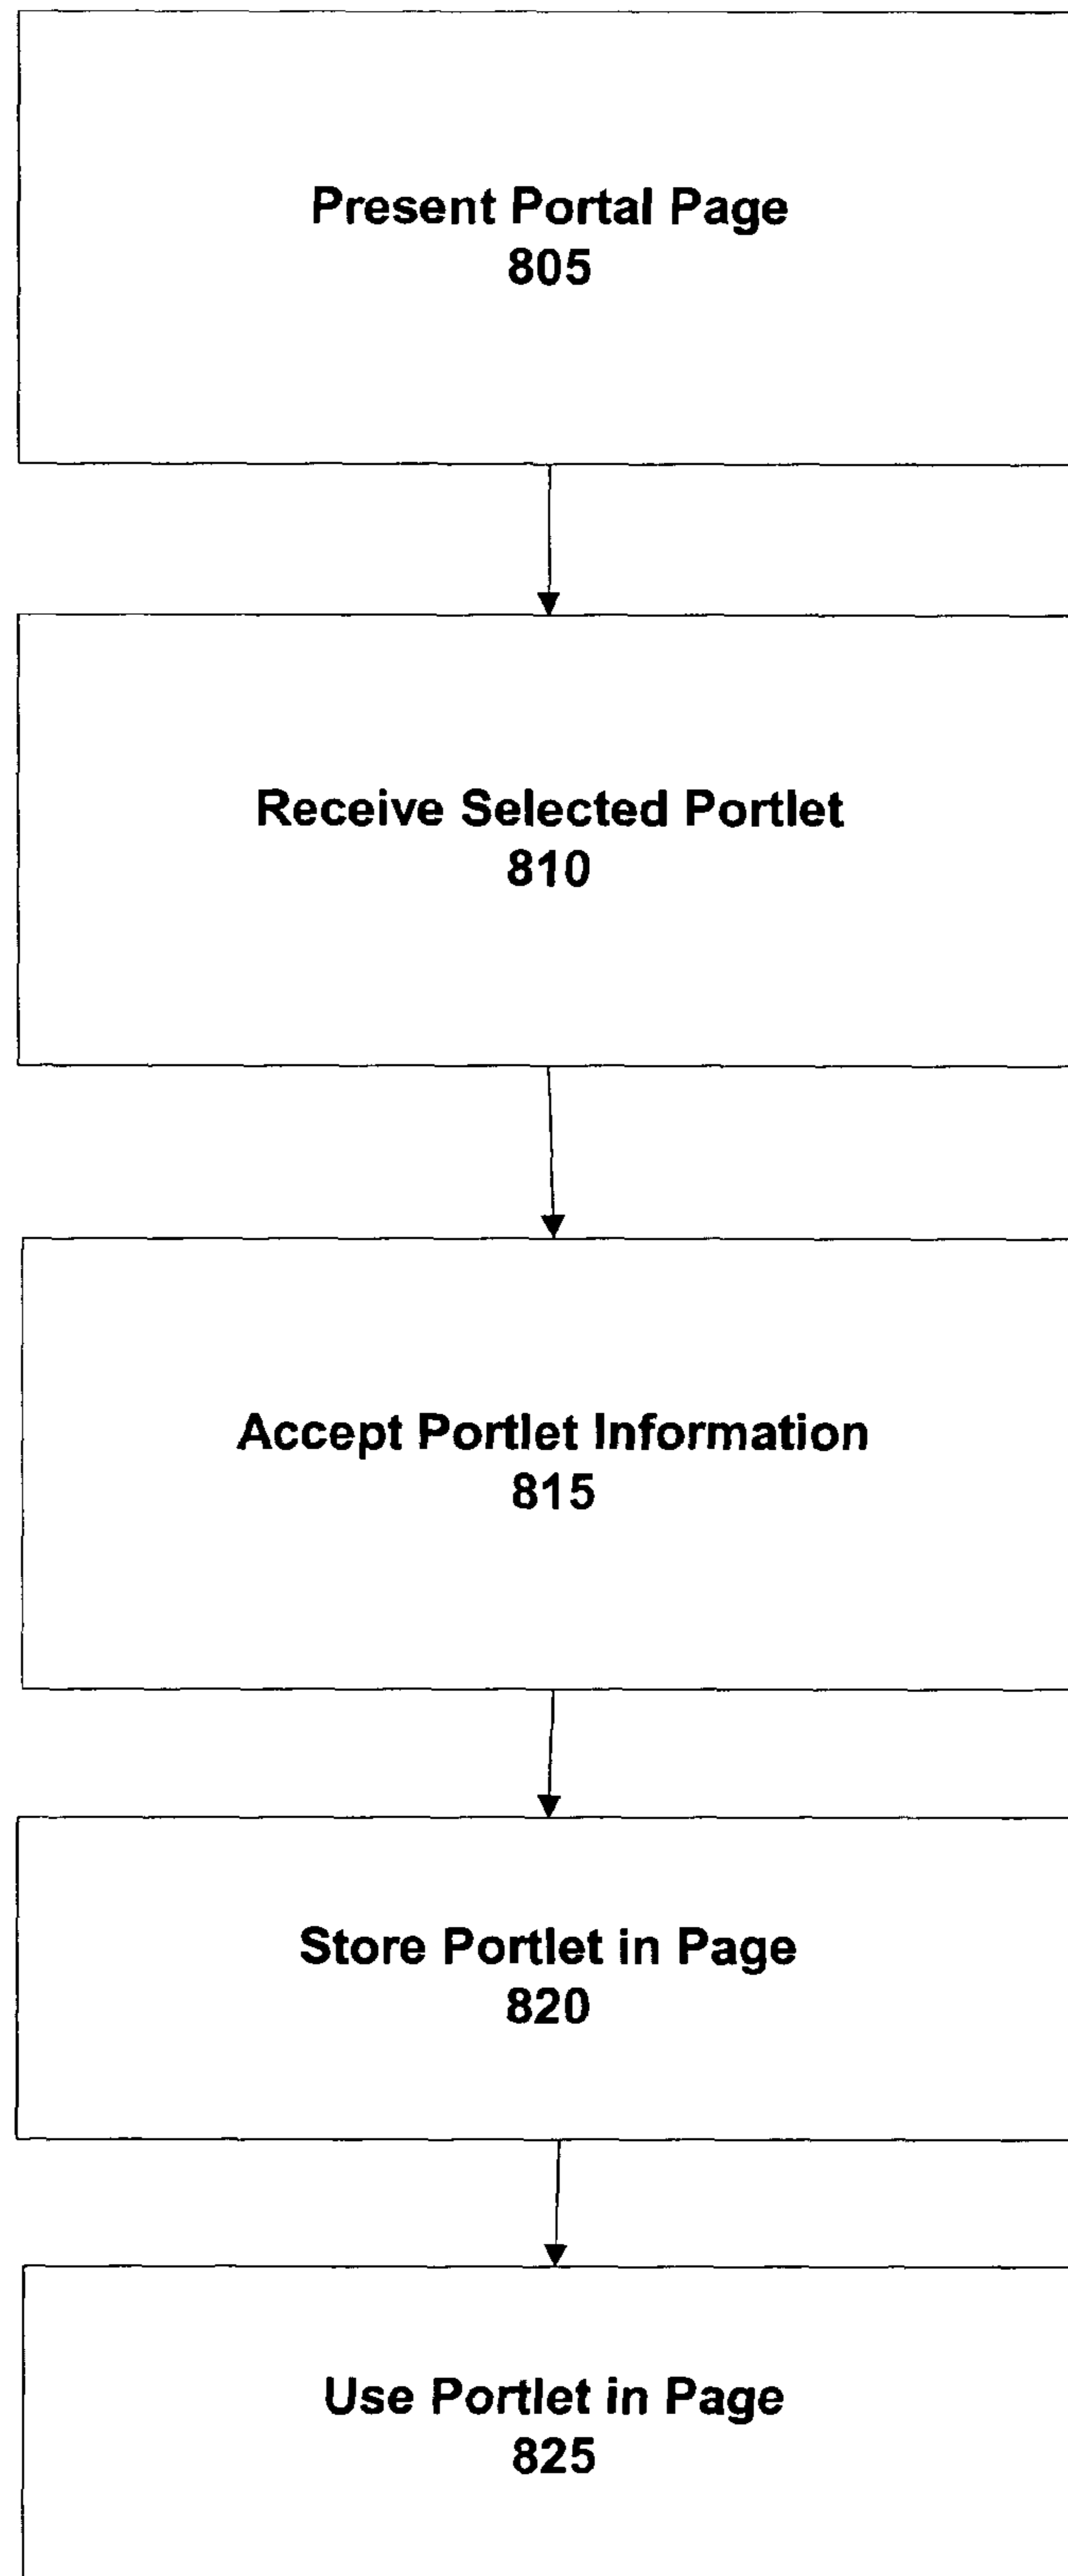 Present Portal Page
805
Receive Selected Portlet
810
Accept Portlet Information
815
Store Portlet in Page
820
Use Portlet in Page
825